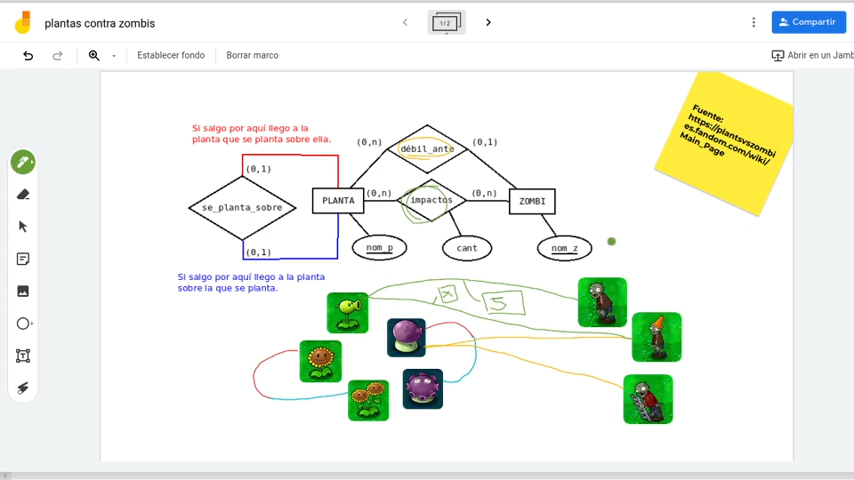 plantas contra zombis
1/2
Compartir
Establecer fondo
Borrar marco
Abrir en un Jamb
Si salgo por aquí llego a la
planta que se planta sobre ella.
(0,1)
se_planta_sobre
(0,1)
Si salgo por aquí llego a la planta
sobre la que se planta.
PLANTA
(0,n)
débil_ante
(0,1)
(0,n)
impactos
(0,n)
ZOMBI
nom_p
cant
nom_z
Fuente:
https://plantsvszombi
es.fandom.com/wiki/
Main_Page
5